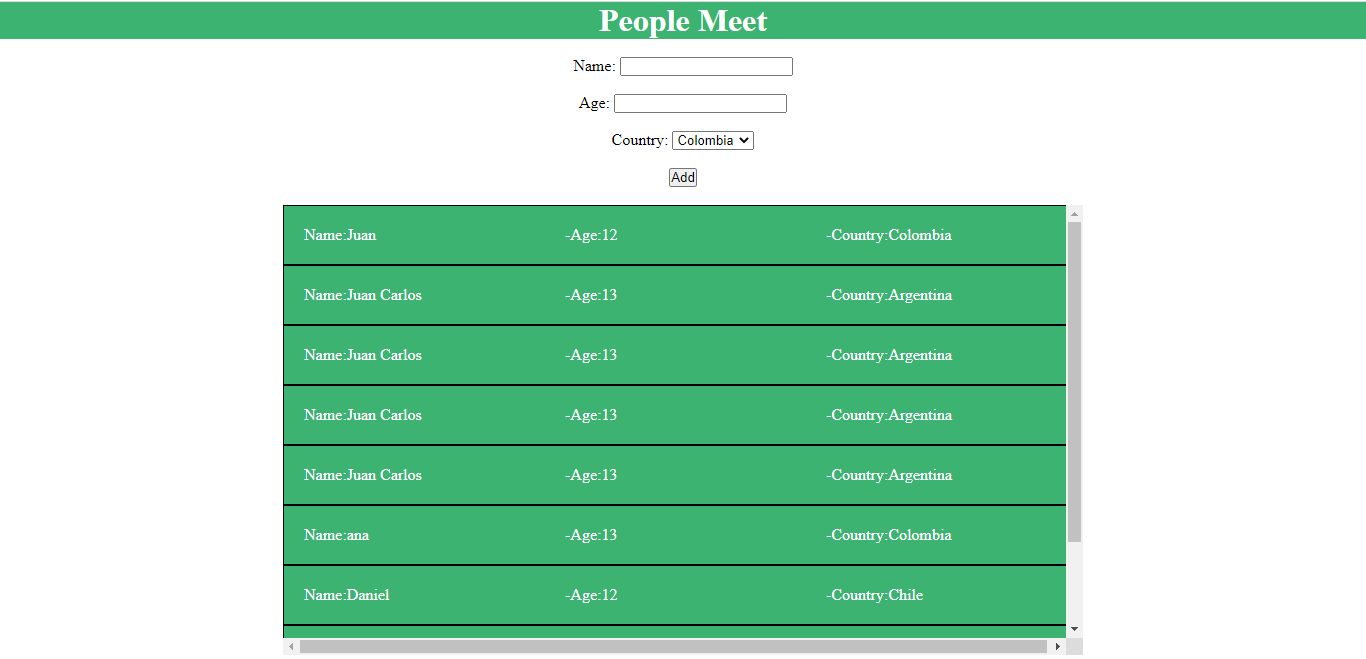 People Meet
Name:
Age:
Country: Colombia
Add
Name:Juan -Age:12 -Country:Colombia
Name:Juan Carlos -Age:13 -Country:Argentina
Name:Juan Carlos -Age:13 -Country:Argentina
Name:Juan Carlos -Age:13 -Country:Argentina
Name:Juan Carlos -Age:13 -Country:Argentina
Name:ana -Age:13 -Country:Colombia
Name:Daniel -Age:12 -Country:Chile